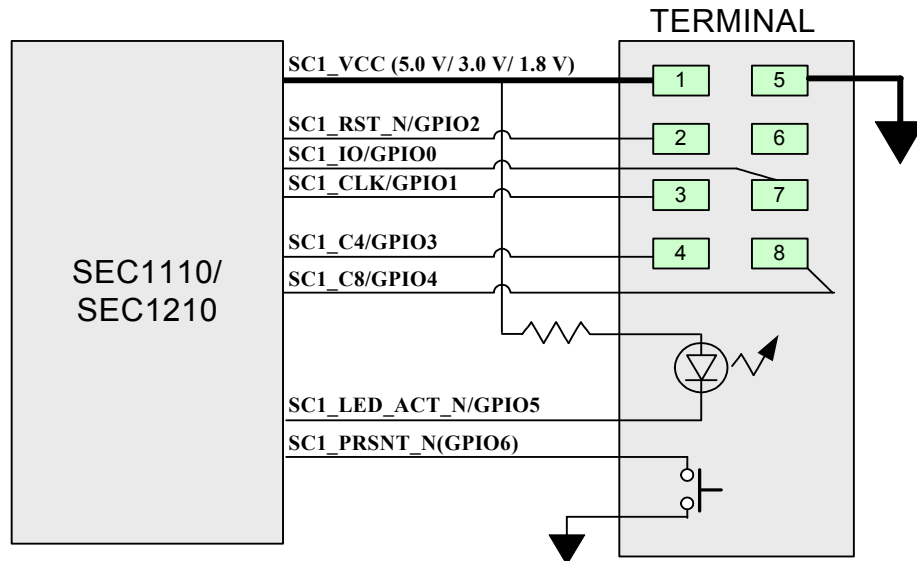 TERMINAL
SC1_VCC (5.0 V/ 3.0 V/ 1.8 V)
1
5
SC1_RST_N/GPIO2
2
6
SC1_IO/GPIO0
7
SC1_CLK/GPIO1
3
SC1_C4/GPIO3
4
8
SC1_C8/GPIO4
SEC1110/
SEC1210
SC1_LED_ACT_N/GPIO5
SC1_PRSNT_N(GPIO6)